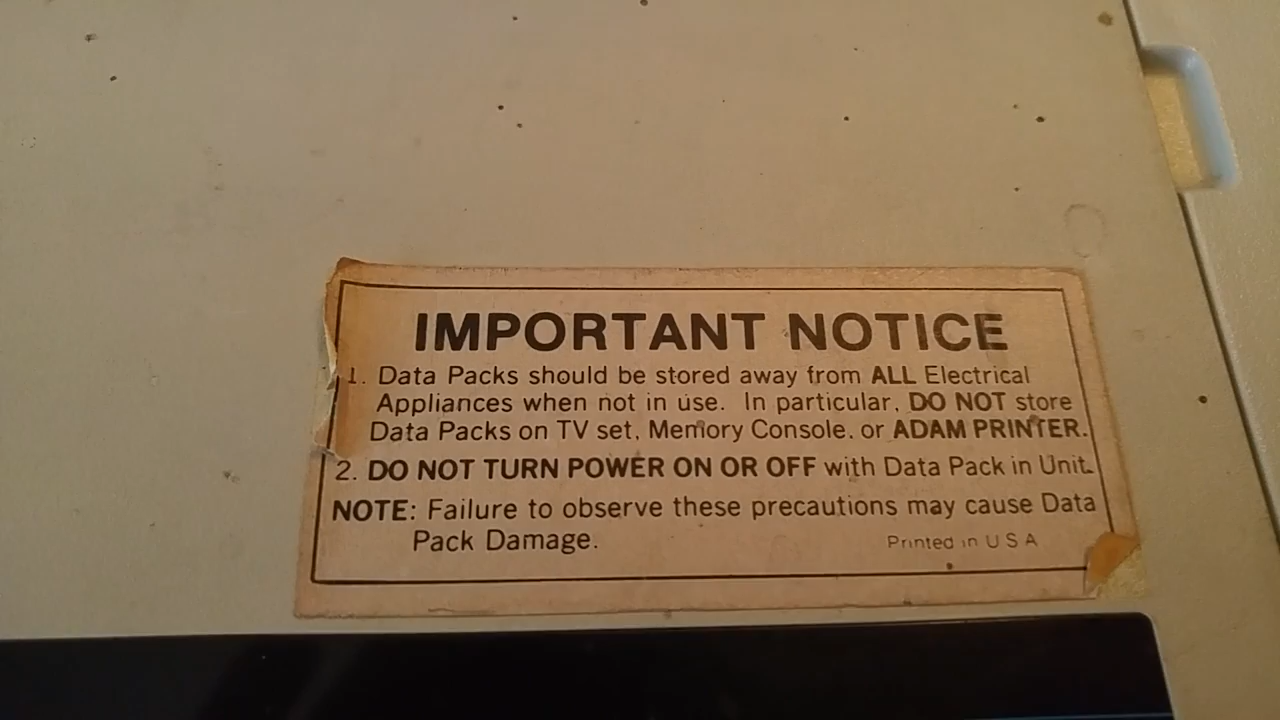 IMPORTANT NOTICE
1. Data Packs should be stored away from ALL Electrical
Appliances when not in use. In particular, DO NOT store
Data Packs on TV set, Memory Console, or ADAM PRINTER.
2. DO NOT TURN POWER ON OR OFF with Data Pack in Unit.
NOTE: Failure to observe these precautions may cause Data
Pack Damage.
Printed in U S A